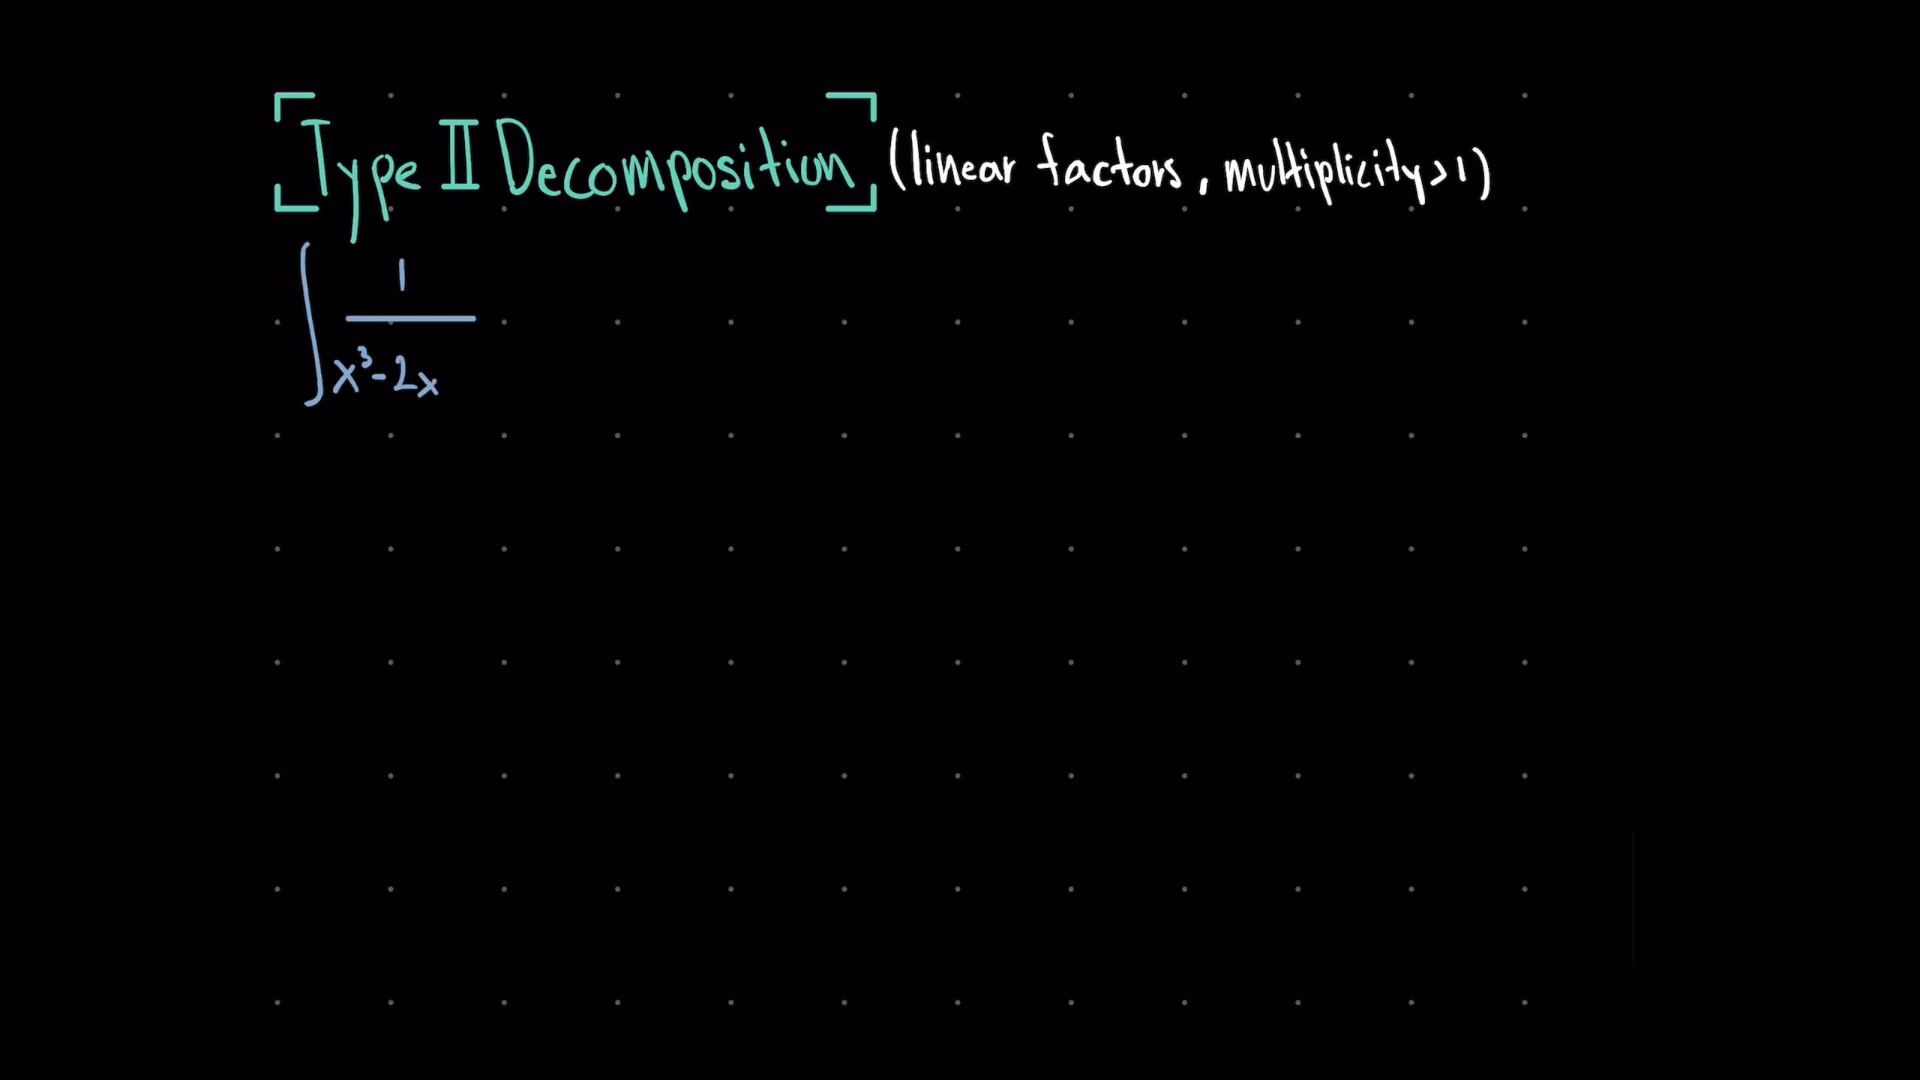 Type II Decomposition (linear factors, multiplicity > 1)
∫ 1
x³-2x